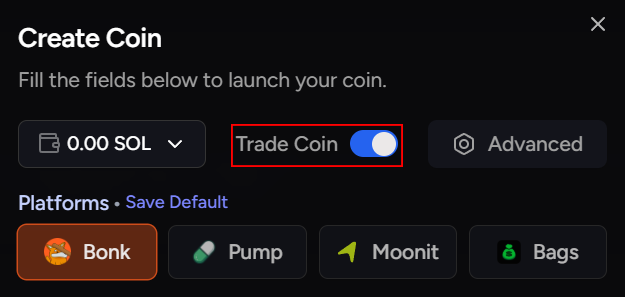 Create Coin
Fill the fields below to launch your coin.
0.00 SOL Trade Coin Advanced
Platforms • Save Default
Bonk Pump Moonit Bags